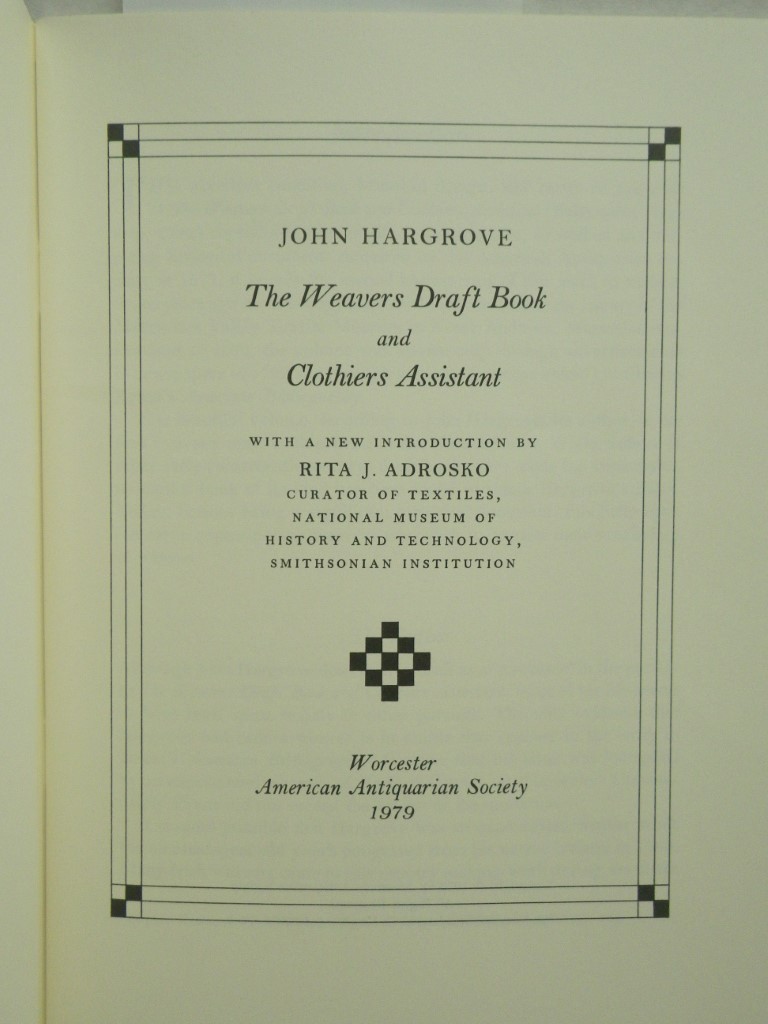 JOHN HARGROVE
The Weavers Draft Book
and
Clothiers Assistant
WITH A NEW INTRODUCTION BY
RITA J. ADROSKO
CURATOR OF TEXTILES,
NATIONAL MUSEUM OF
HISTORY AND TECHNOLOGY,
SMITHSONIAN INSTITUTION
Worcester
American Antiquarian Society
1979